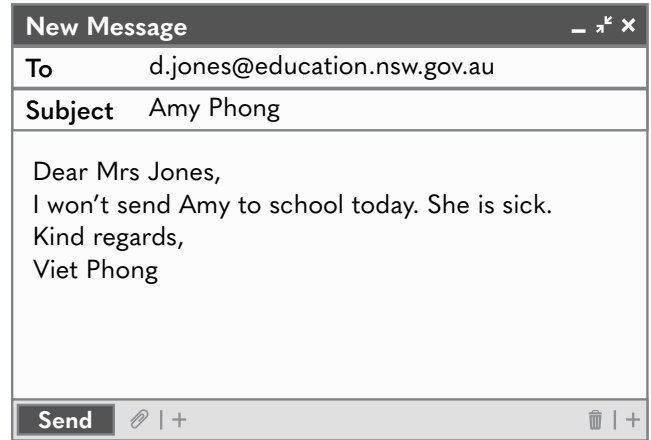 New Message
To d.jones@education.nsw.gov.au
Subject Amy Phong
Dear Mrs Jones,
I won't send Amy to school today. She is sick.
Kind regards,
Viet Phong
Send